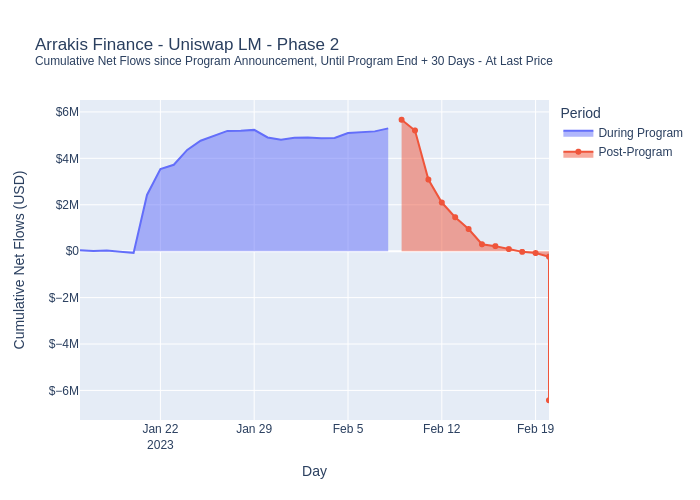 Arrakis Finance - Uniswap LM - Phase 2
Cumulative Net Flows since Program Announcement, Until Program End + 30 Days - At Last Price
Period
During Program
Post-Program
Cumulative Net Flows (USD)
$6M
$4M
$2M
$0
$−2M
$−4M
$−6M
Jan 22
2023
Jan 29
Feb 5
Feb 12
Feb 19
Day